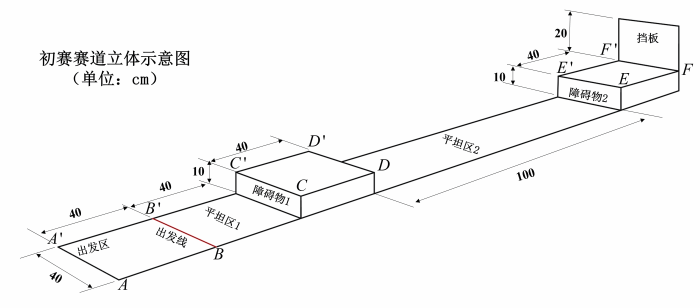 初赛赛道立体示意图
（单位：cm）
20
挡板
F'
F
40
E'
E
10
障碍物2
40
D'
D
C'
C
10
障碍物1
平坦区2
100
40
40
B'
B
平坦区1
出发线
A'
A
出发区
40